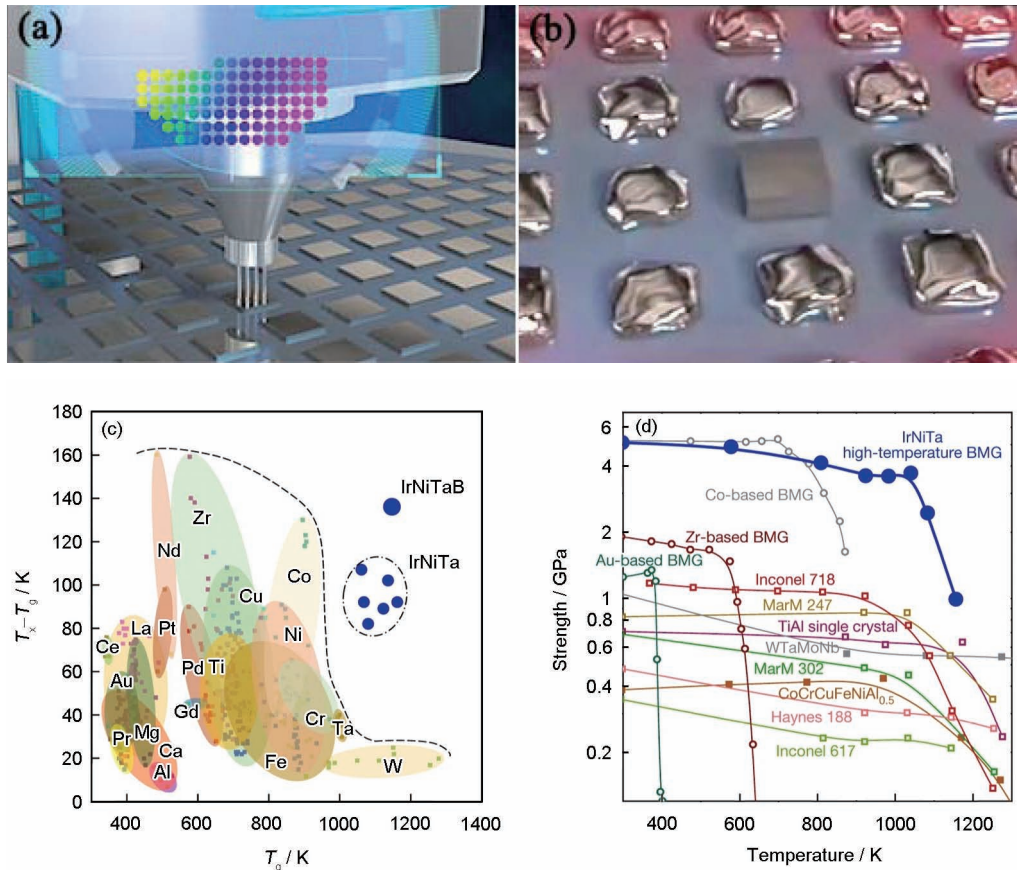 (a)
(b)
(c)
180
160
140
120
100
80
60
40
20
0
400
600
800
1000
1200
1400
Tx−Tg / K
Tg / K
IrNiTaB
IrNiTa
Zr
Nd
Co
Cu
La
Pt
Ni
Ce
Pd
Ti
Au
Gd
Mg
Cr
Ta
Pr
Ca
Fe
W
Al
(d)
6
4
2
1
0.8
0.6
0.4
0.2
400
600
800
1000
1200
Strength / GPa
Temperature / K
IrNiTa
high-temperature BMG
Co-based BMG
Zr-based BMG
Au-based BMG
Inconel 718
MarM 247
TiAl single crystal
WTaMoNb
MarM 302
CoCrCuFeNiAl0.5
Haynes 188
Inconel 617